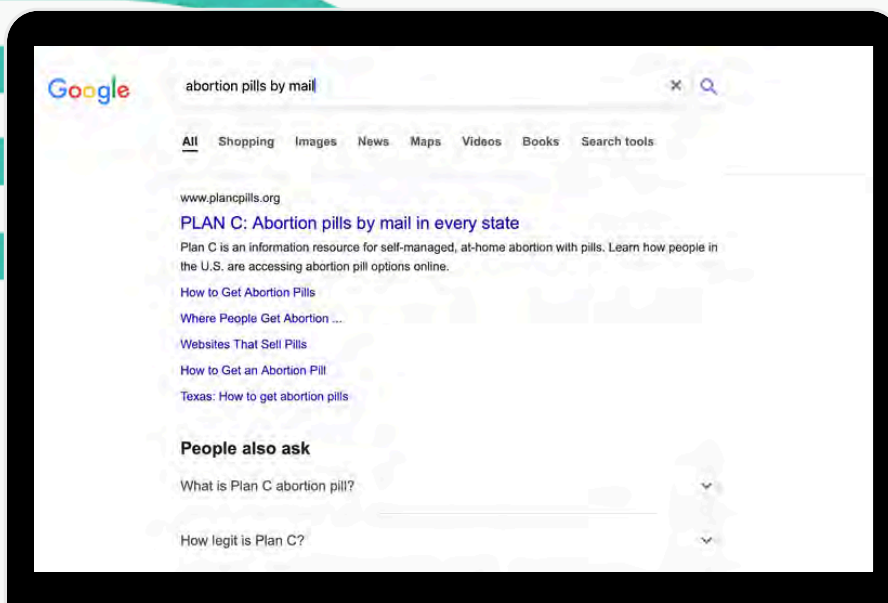 Google
abortion pills by mail
All Shopping Images News Maps Videos Books Search tools
www.plancpills.org
PLAN C: Abortion pills by mail in every state
Plan C is an information resource for self-managed, at-home abortion with pills. Learn how people in
the U.S. are accessing abortion pill options online.
How to Get Abortion Pills
Where People Get Abortion ...
Websites That Sell Pills
How to Get an Abortion Pill
Texas: How to get abortion pills
People also ask
What is Plan C abortion pill?
How legit is Plan C?